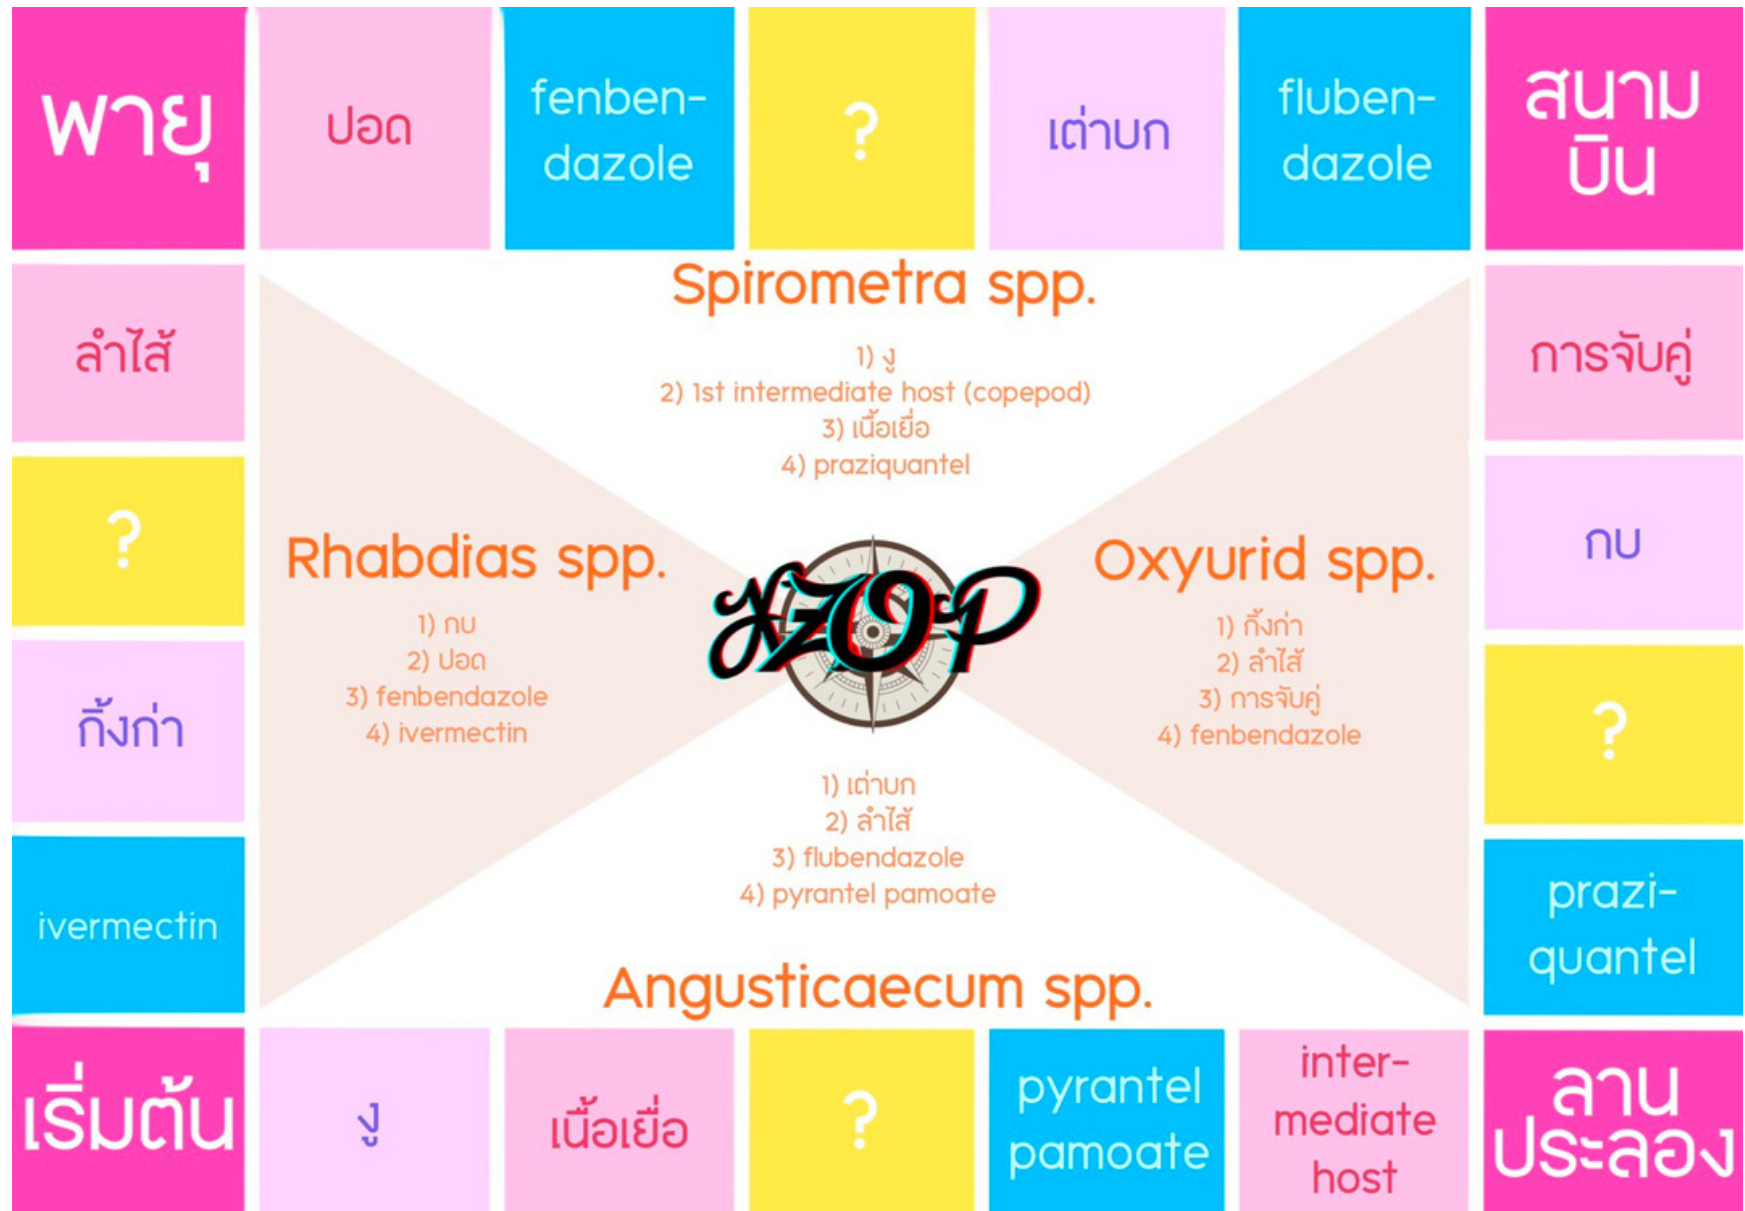 พายุ
ปอด
fenben-
dazole
?
เต่าบก
fluben-
dazole
สนาม
บิน
ลำไส้
Spirometra spp.
1) งู
2) 1st intermediate host (copepod)
3) เนื้อเยื่อ
4) praziquantel
การจับคู่
?
Rhabdias spp.
1) กบ
2) ปอด
3) fenbendazole
4) ivermectin
KZOP
Oxyurid spp.
1) กิ้งก่า
2) ลำไส้
3) การจับคู่
4) fenbendazole
กบ
กิ้งก่า
?
1) เต่าบก
2) ลำไส้
3) flubendazole
4) pyrantel pamoate
Angusticaecum spp.
ivermectin
prazi-
quantel
เริ่มต้น
งู
เนื้อเยื่อ
?
pyrantel
pamoate
inter-
mediate
host
ลาน
ประลอง